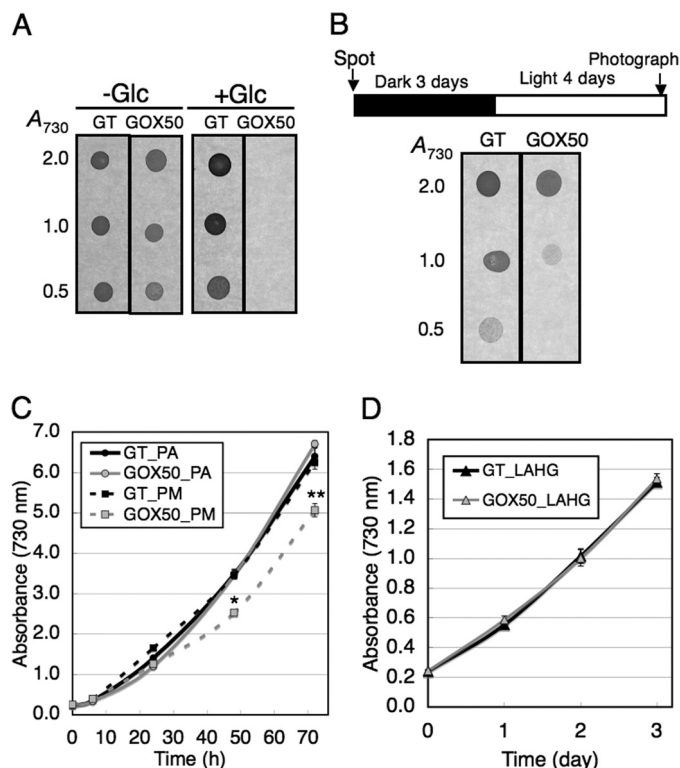 A
-Glc +Glc
A730 GT GOX50 GT GOX50
2.0
1.0
0.5
B
Spot Photograph
Dark 3 days Light 4 days
A730 GT GOX50
2.0
1.0
0.5
C
Absorbance (730 nm)
7.0
6.0
5.0
4.0
3.0
2.0
1.0
0.0
GT_PA
GOX50_PA
GT_PM
GOX50_PM
**
*
0 10 20 30 40 50 60 70
Time (h)
D
Absorbance (730 nm)
1.8
1.6
1.4
1.2
1.0
0.8
0.6
0.4
0.2
0.0
GT_LAHG
GOX50_LAHG
0 1 2 3
Time (day)